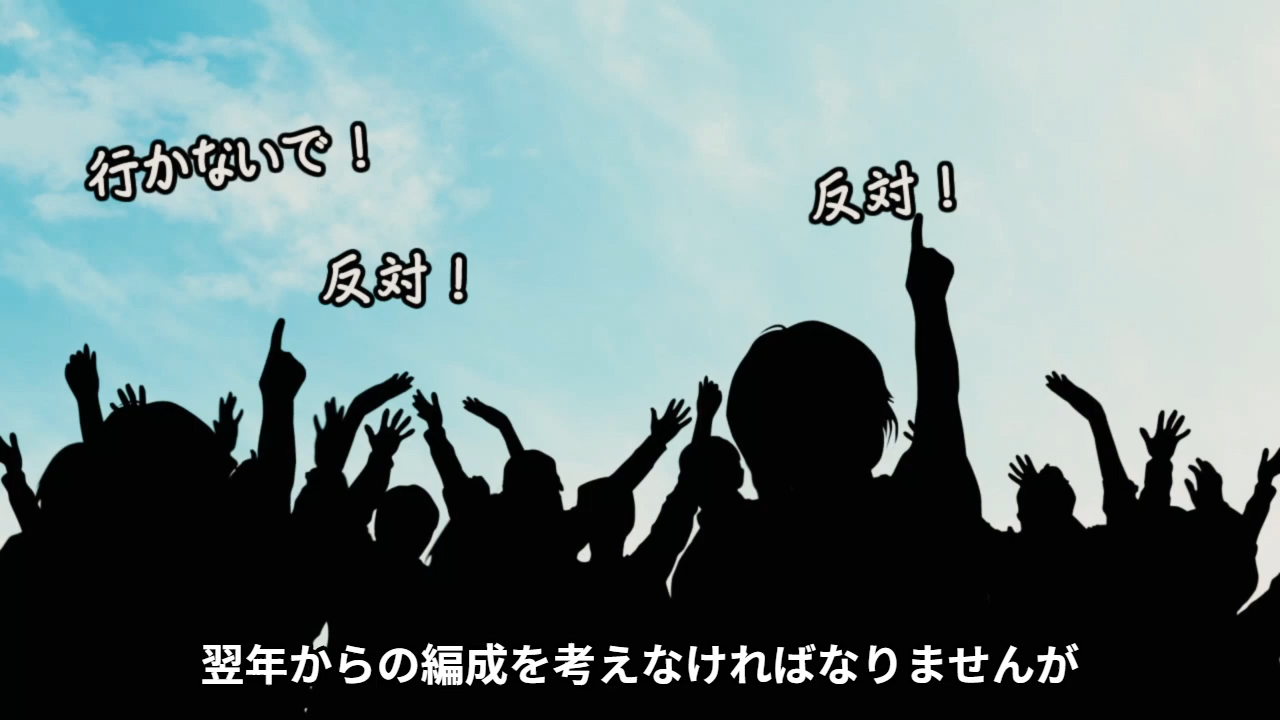 行かないで！
反対！
反対！
翌年からの編成を考えなければなりませんが